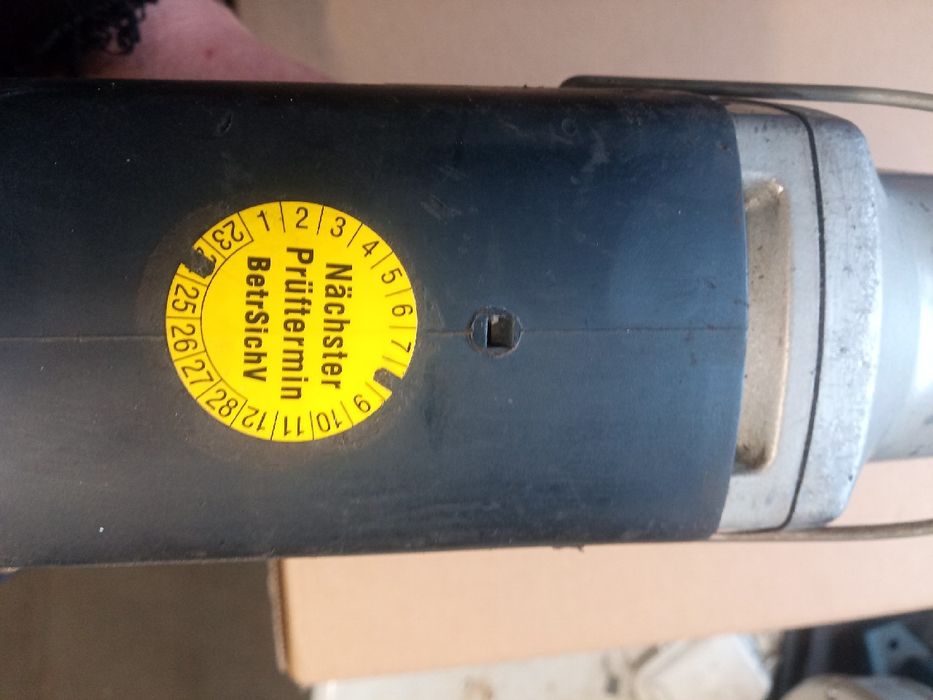 Nächster
Prüftermin
BetrSichV
1 2 3 4 5 6 7 9 10 11 12
23 25 26 27 28